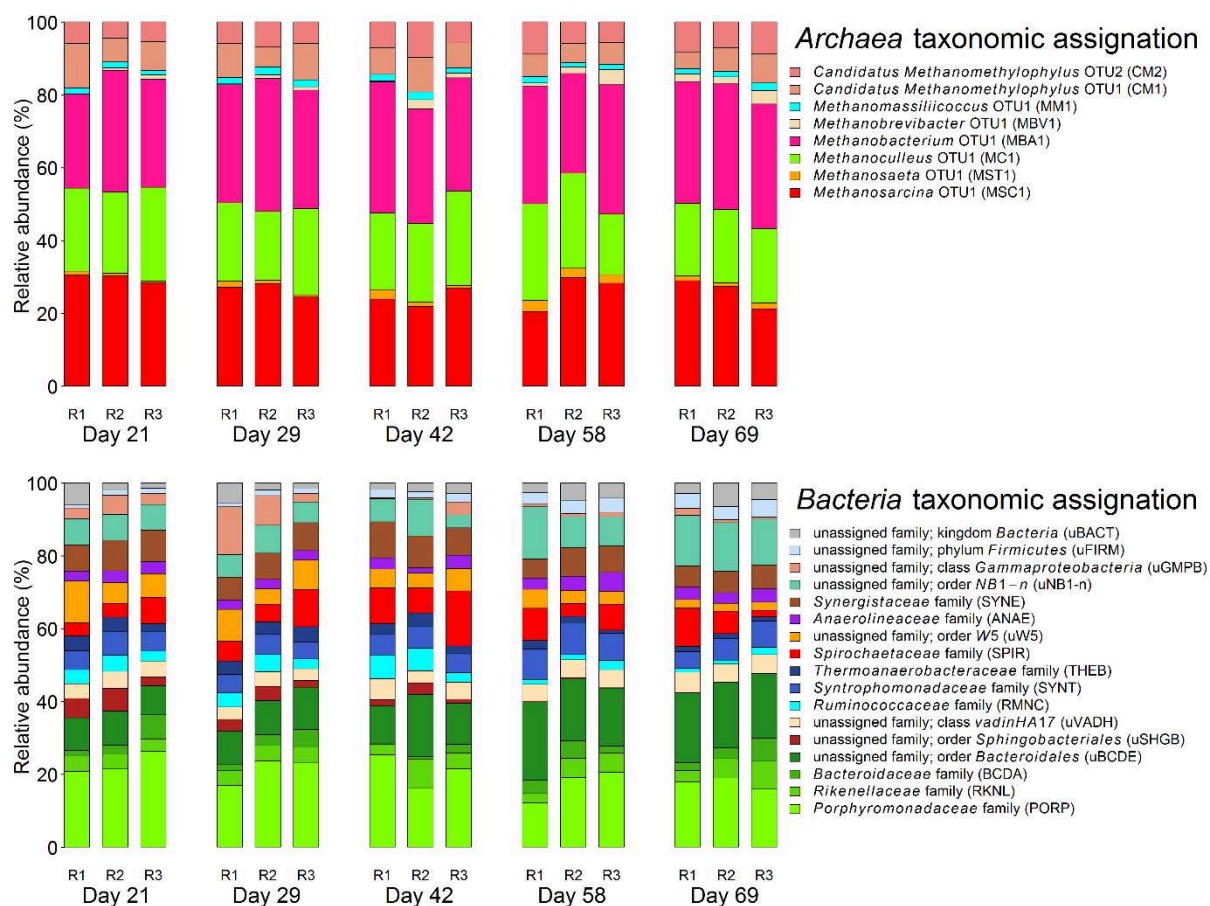 Archaea taxonomic assignation
Relative abundance (%)
100
80
60
40
20
0
Candidatus Methanomethylophylus OTU2 (CM2)
Candidatus Methanomethylophylus OTU1 (CM1)
Methanomassiliicoccus OTU1 (MM1)
Methanobrevibacter OTU1 (MBV1)
Methanobacterium OTU1 (MBA1)
Methanoculleus OTU1 (MC1)
Methanosaeta OTU1 (MST1)
Methanosarcina OTU1 (MSC1)
R1 R2 R3 R1 R2 R3 R1 R2 R3 R1 R2 R3 R1 R2 R3
Day 21 Day 29 Day 42 Day 58 Day 69
Bacteria taxonomic assignation
Relative abundance (%)
100
80
60
40
20
0
unassigned family; kingdom Bacteria (uBACT)
unassigned family; phylum Firmicutes (uFIRM)
unassigned family; class Gammaproteobacteria (uGMPB)
unassigned family; order NB1−n (uNB1-n)
Synergistaceae family (SYNE)
Anaerolineaceae family (ANAE)
unassigned family; order W5 (uW5)
Spirochaetaceae family (SPIR)
Thermoanaerobacteraceae family (THEB)
Syntrophomonadaceae family (SYNT)
Ruminococcaceae family (RMNC)
unassigned family; class vadinHA17 (uVADH)
unassigned family; order Sphingobacteriales (uSHGB)
unassigned family; order Bacteroidales (uBCDE)
Bacteroidaceae family (BCDA)
Rikenellaceae family (RKNL)
Porphyromonadaceae family (PORP)
R1 R2 R3 R1 R2 R3 R1 R2 R3 R1 R2 R3 R1 R2 R3
Day 21 Day 29 Day 42 Day 58 Day 69